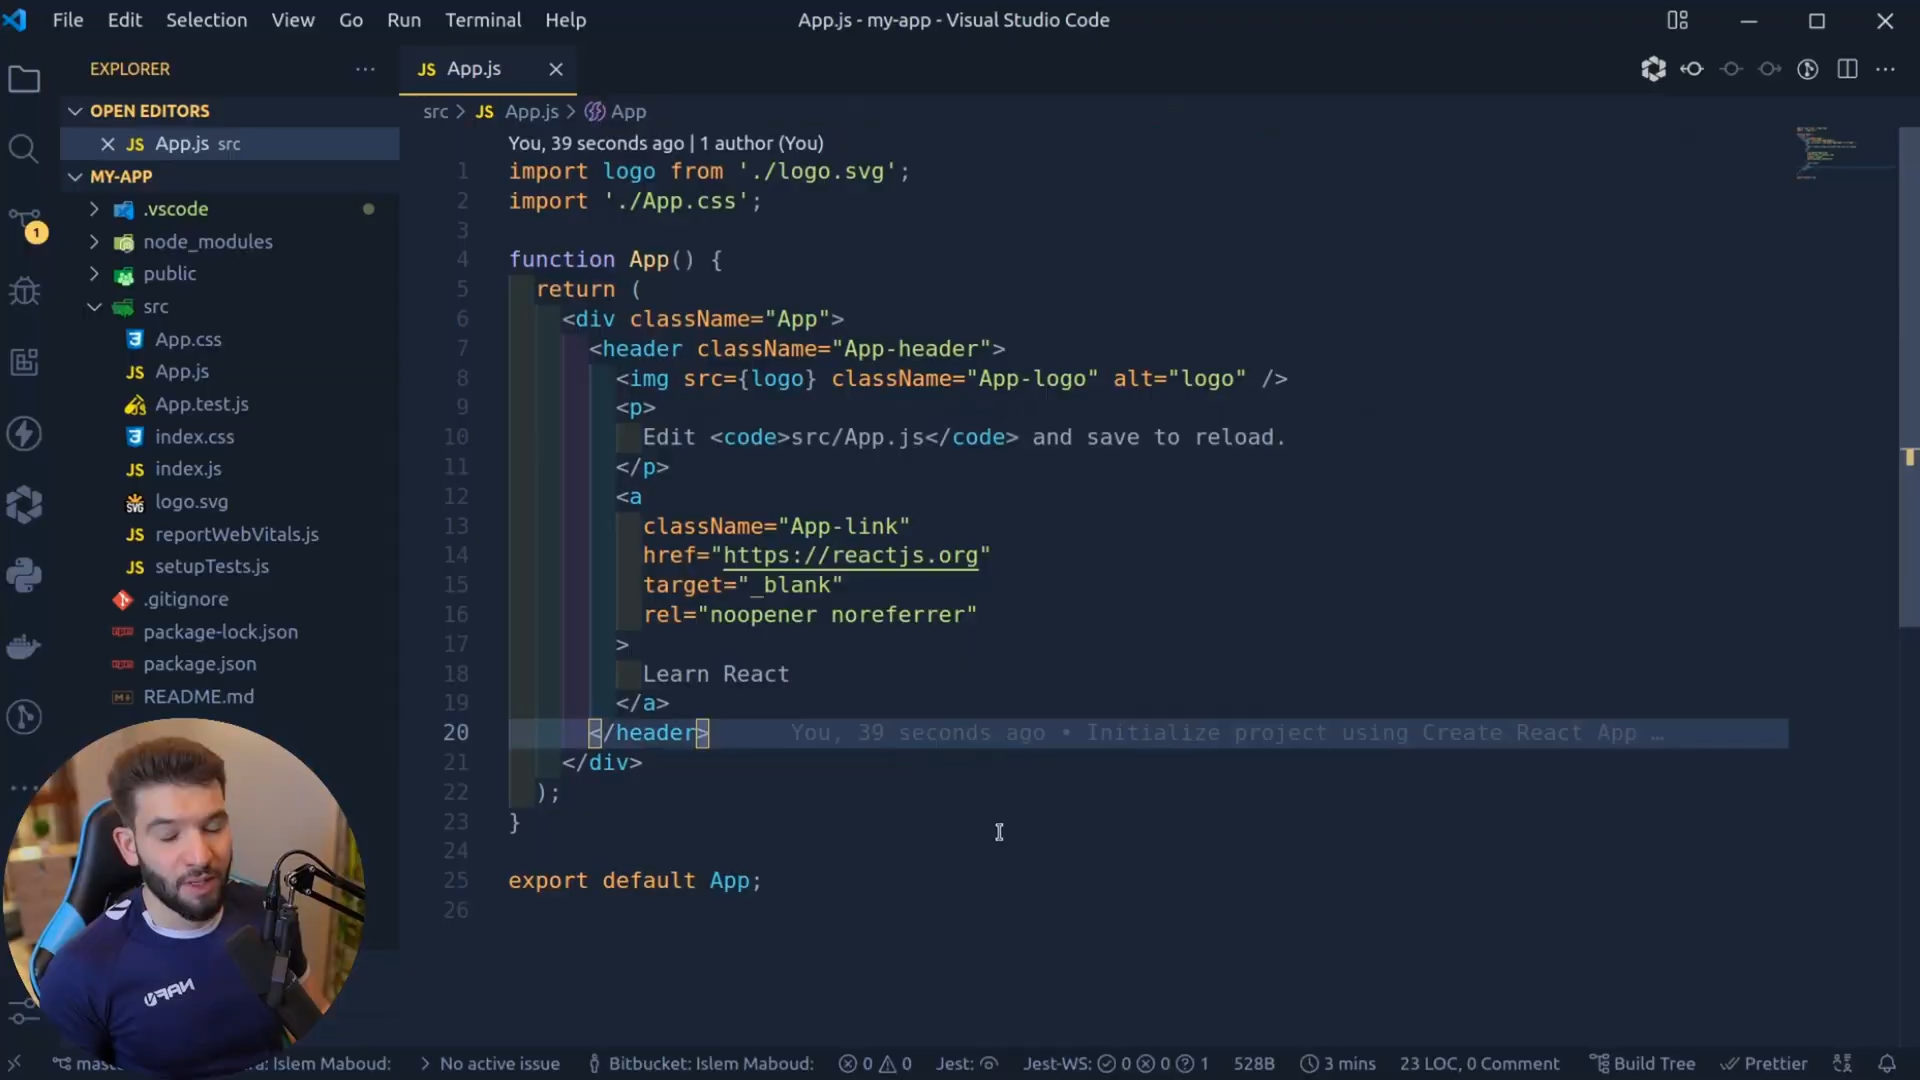 File Edit Selection View Go Run Terminal Help
App.js - my-app - Visual Studio Code
EXPLORER
OPEN EDITORS
JS App.js src
MY-APP
.vscode
node_modules
public
src
App.css
JS App.js
App.test.js
index.css
JS index.js
SVG logo.svg
JS reportWebVitals.js
JS setupTests.js
.gitignore
package-lock.json
package.json
README.md
1
JS App.js
src > JS App.js > App
You, 39 seconds ago | 1 author (You)
1 import logo from './logo.svg';
2 import './App.css';
3
4 function App() {
5 return (
6 <div className="App">
7 <header className="App-header">
8 <img src={logo} className="App-logo" alt="logo" />
9 <p>
10 Edit <code>src/App.js</code> and save to reload.
11 </p>
12 <a
13 className="App-link"
14 href="https://reactjs.org"
15 target="_blank"
16 rel="noopener noreferrer"
17 >
18 Learn React
19 </a>
20 </header> You, 39 seconds ago • Initialize project using Create React App …
21 </div>
22 );
23 }
24
25 export default App;
26
Islem Maboud: > No active issue Bitbucket: Islem Maboud: 0 0 Jest: Jest-WS: 0 0 1 528B 3 mins 23 LOC, 0 Comment Build Tree Prettier